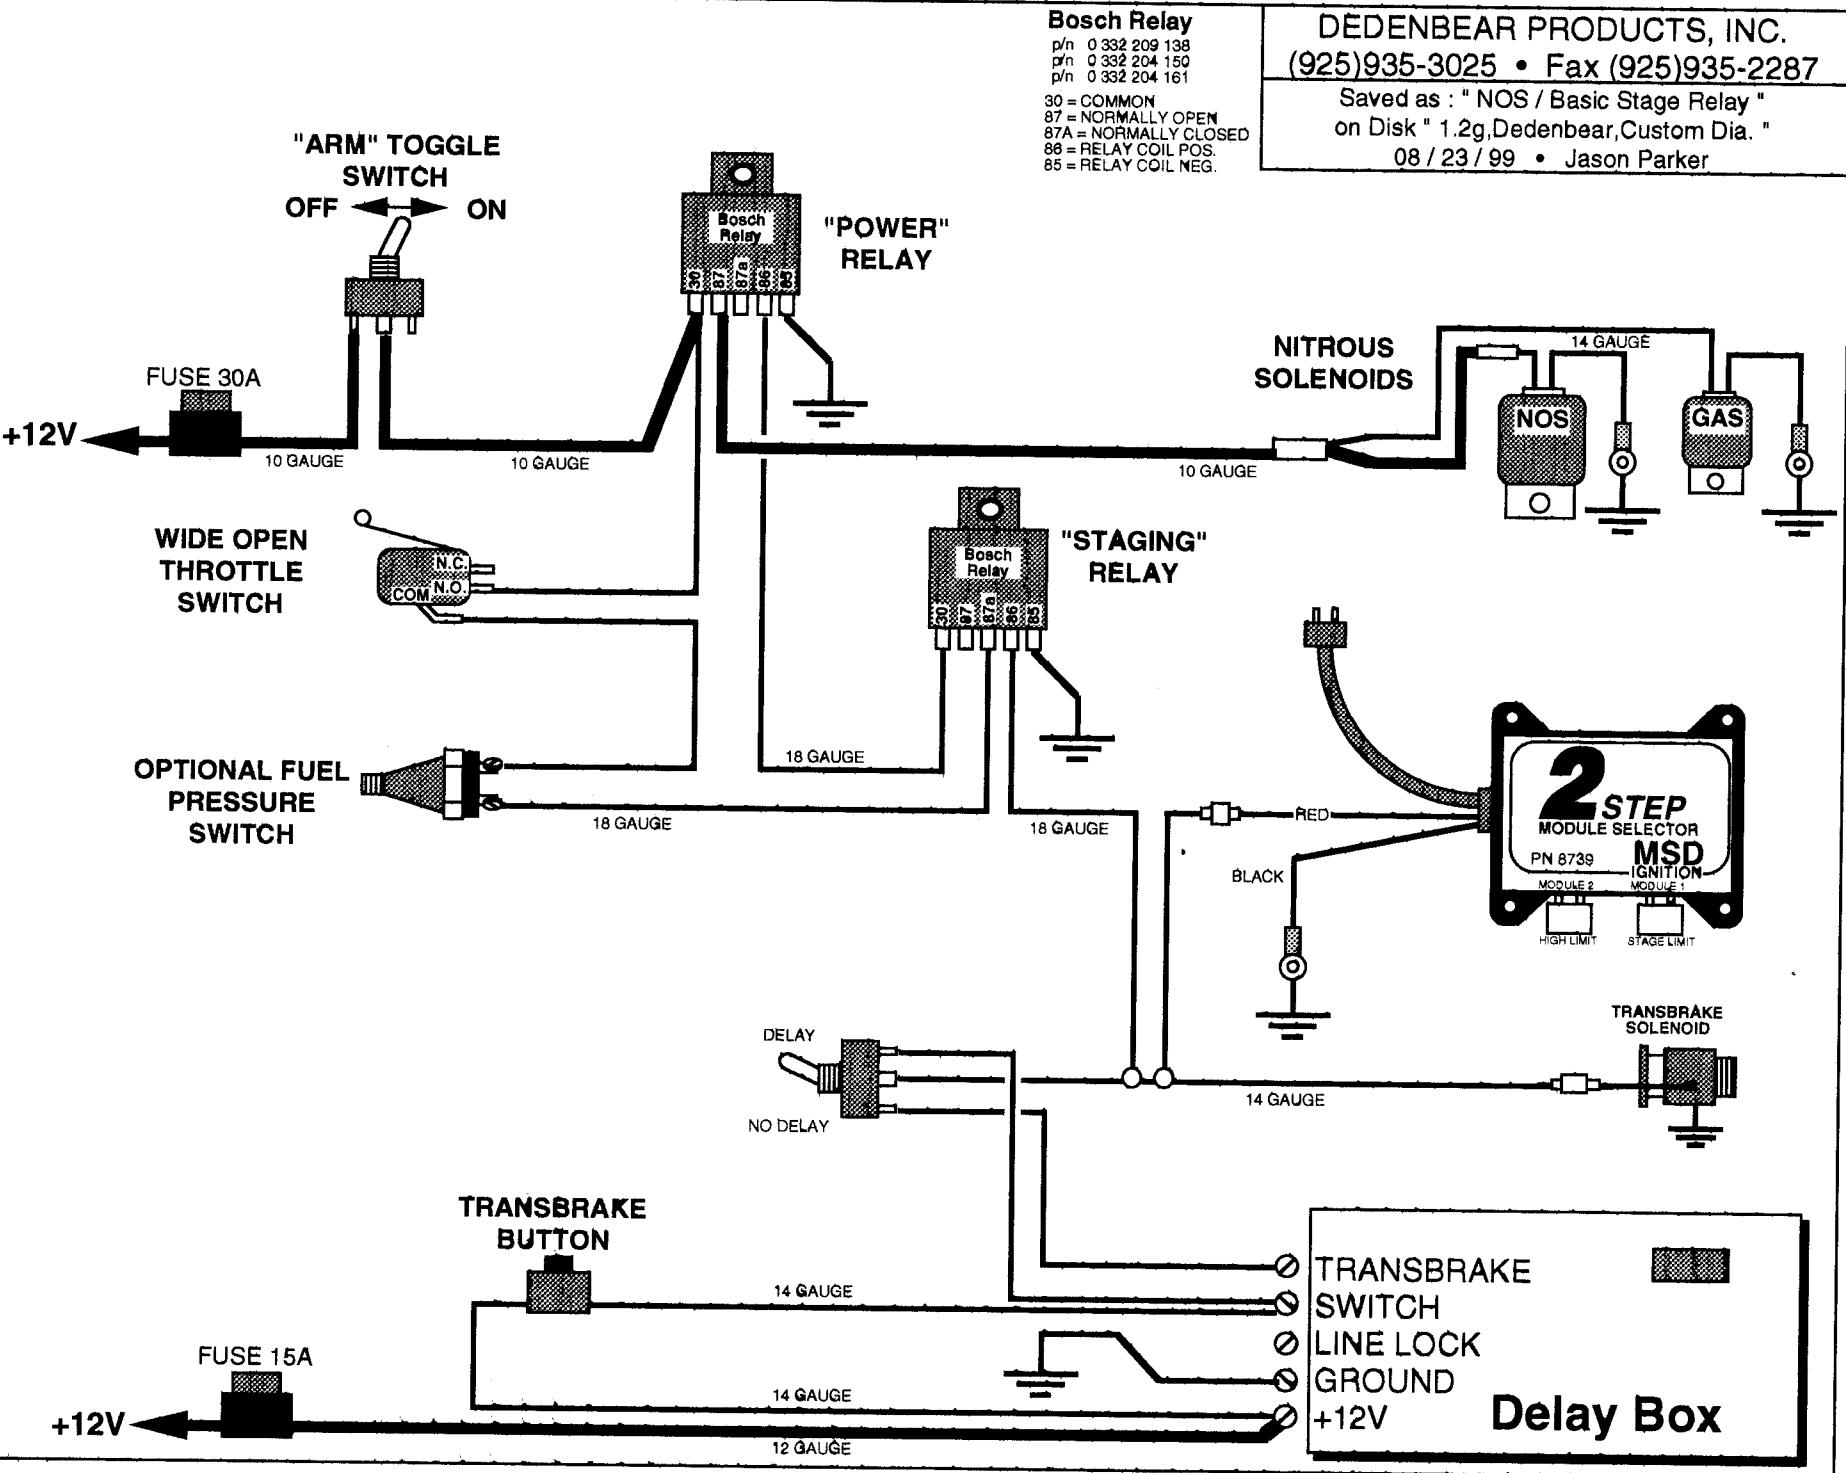 Bosch Relay
p/n 0 332 209 138
p/n 0 332 204 150
p/n 0 332 204 161
30 = COMMON
87 = NORMALLY OPEN
87A = NORMALLY CLOSED
86 = RELAY COIL POS.
85 = RELAY COIL NEG.
DEDENBEAR PRODUCTS, INC.
(925)935-3025 • Fax (925)935-2287
Saved as : " NOS / Basic Stage Relay "
on Disk " 1.2g,Dedenbear,Custom Dia. "
08 / 23 / 99 • Jason Parker
"ARM" TOGGLE
SWITCH
OFF
ON
Bosch
Relay
30
87
87a
86
85
"POWER"
RELAY
FUSE 30A
+12V
10 GAUGE
10 GAUGE
10 GAUGE
NITROUS
SOLENOIDS
14 GAUGE
NOS
GAS
WIDE OPEN
THROTTLE
SWITCH
N.C.
N.O.
COM
Bosch
Relay
30
87
87a
86
85
"STAGING"
RELAY
OPTIONAL FUEL
PRESSURE
SWITCH
18 GAUGE
18 GAUGE
18 GAUGE
RED
BLACK
2 STEP
MODULE SELECTOR
PN 8739
MSD
IGNITION
MODULE 2
MODULE 1
HIGH LIMIT
STAGE LIMIT
TRANSBRAKE
SOLENOID
DELAY
NO DELAY
14 GAUGE
TRANSBRAKE
BUTTON
14 GAUGE
FUSE 15A
+12V
14 GAUGE
12 GAUGE
TRANSBRAKE
SWITCH
LINE LOCK
GROUND
+12V
Delay Box